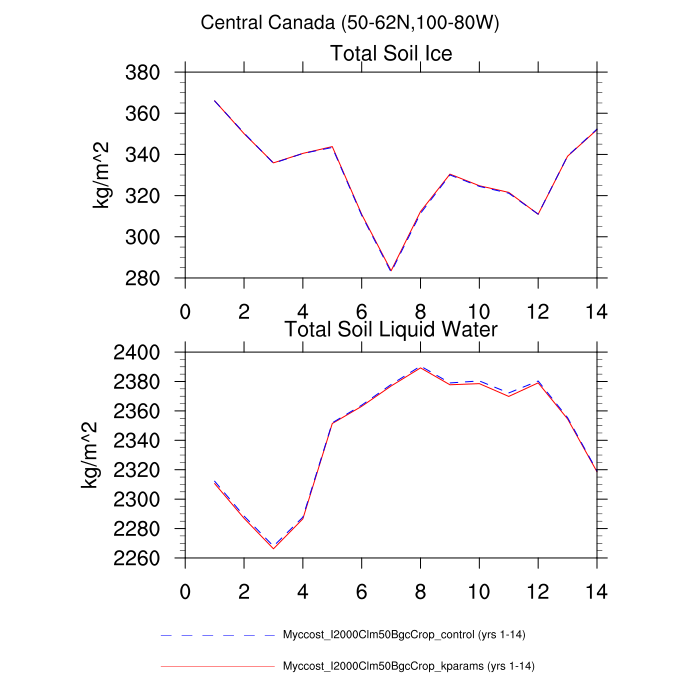 Central Canada (50-62N,100-80W)
Total Soil Ice
380
360
340
320
300
280
kg/m^2
0 2 4 6 8 10 12 14
Total Soil Liquid Water
2400
2380
2360
2340
2320
2300
2280
2260
kg/m^2
0 2 4 6 8 10 12 14
Myccost_I2000Clm50BgcCrop_control (yrs 1-14)
Myccost_I2000Clm50BgcCrop_kparams (yrs 1-14)